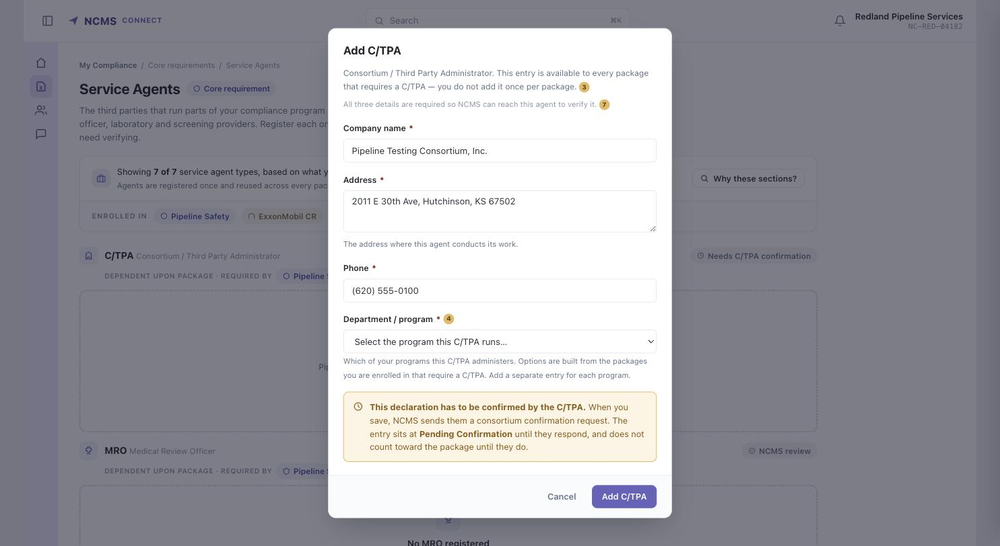 NCMS CONNECT
Search
⌘K
Redland Pipeline Services
NC-RED-04182
My Compliance / Core requirements / Service Agents
Service Agents
Core requirement
The third parties that run parts of your compliance program
officer, laboratory and screening providers. Register each
need verifying.
Showing 7 of 7 service agent types, based on what
Agents are registered once and reused across every
Why these sections?
ENROLLED IN
Pipeline Safety
ExxonMobil CR
C/TPA Consortium / Third Party Administrator
Needs C/TPA confirmation
DEPENDENT UPON PACKAGE · REQUIRED BY
Pipeline
MRO Medical Review Officer
NCMS review
DEPENDENT UPON PACKAGE · REQUIRED BY
Pipeline
No MRO registered
Add C/TPA
Consortium / Third Party Administrator. This entry is available to every package
that requires a C/TPA — you do not add it once per package. 3
All three details are required so NCMS can reach this agent to verify it. 7
Company name *
Pipeline Testing Consortium, Inc.
Address *
2011 E 30th Ave, Hutchinson, KS 67502
The address where this agent conducts its work.
Phone *
(620) 555-0100
Department / program * 4
Select the program this C/TPA runs...
Which of your programs this C/TPA administers. Options are built from the packages
you are enrolled in that require a C/TPA. Add a separate entry for each program.
This declaration has to be confirmed by the C/TPA. When you
save, NCMS sends them a consortium confirmation request. The
entry sits at Pending Confirmation until they respond, and does not
count toward the package until they do.
Cancel
Add C/TPA